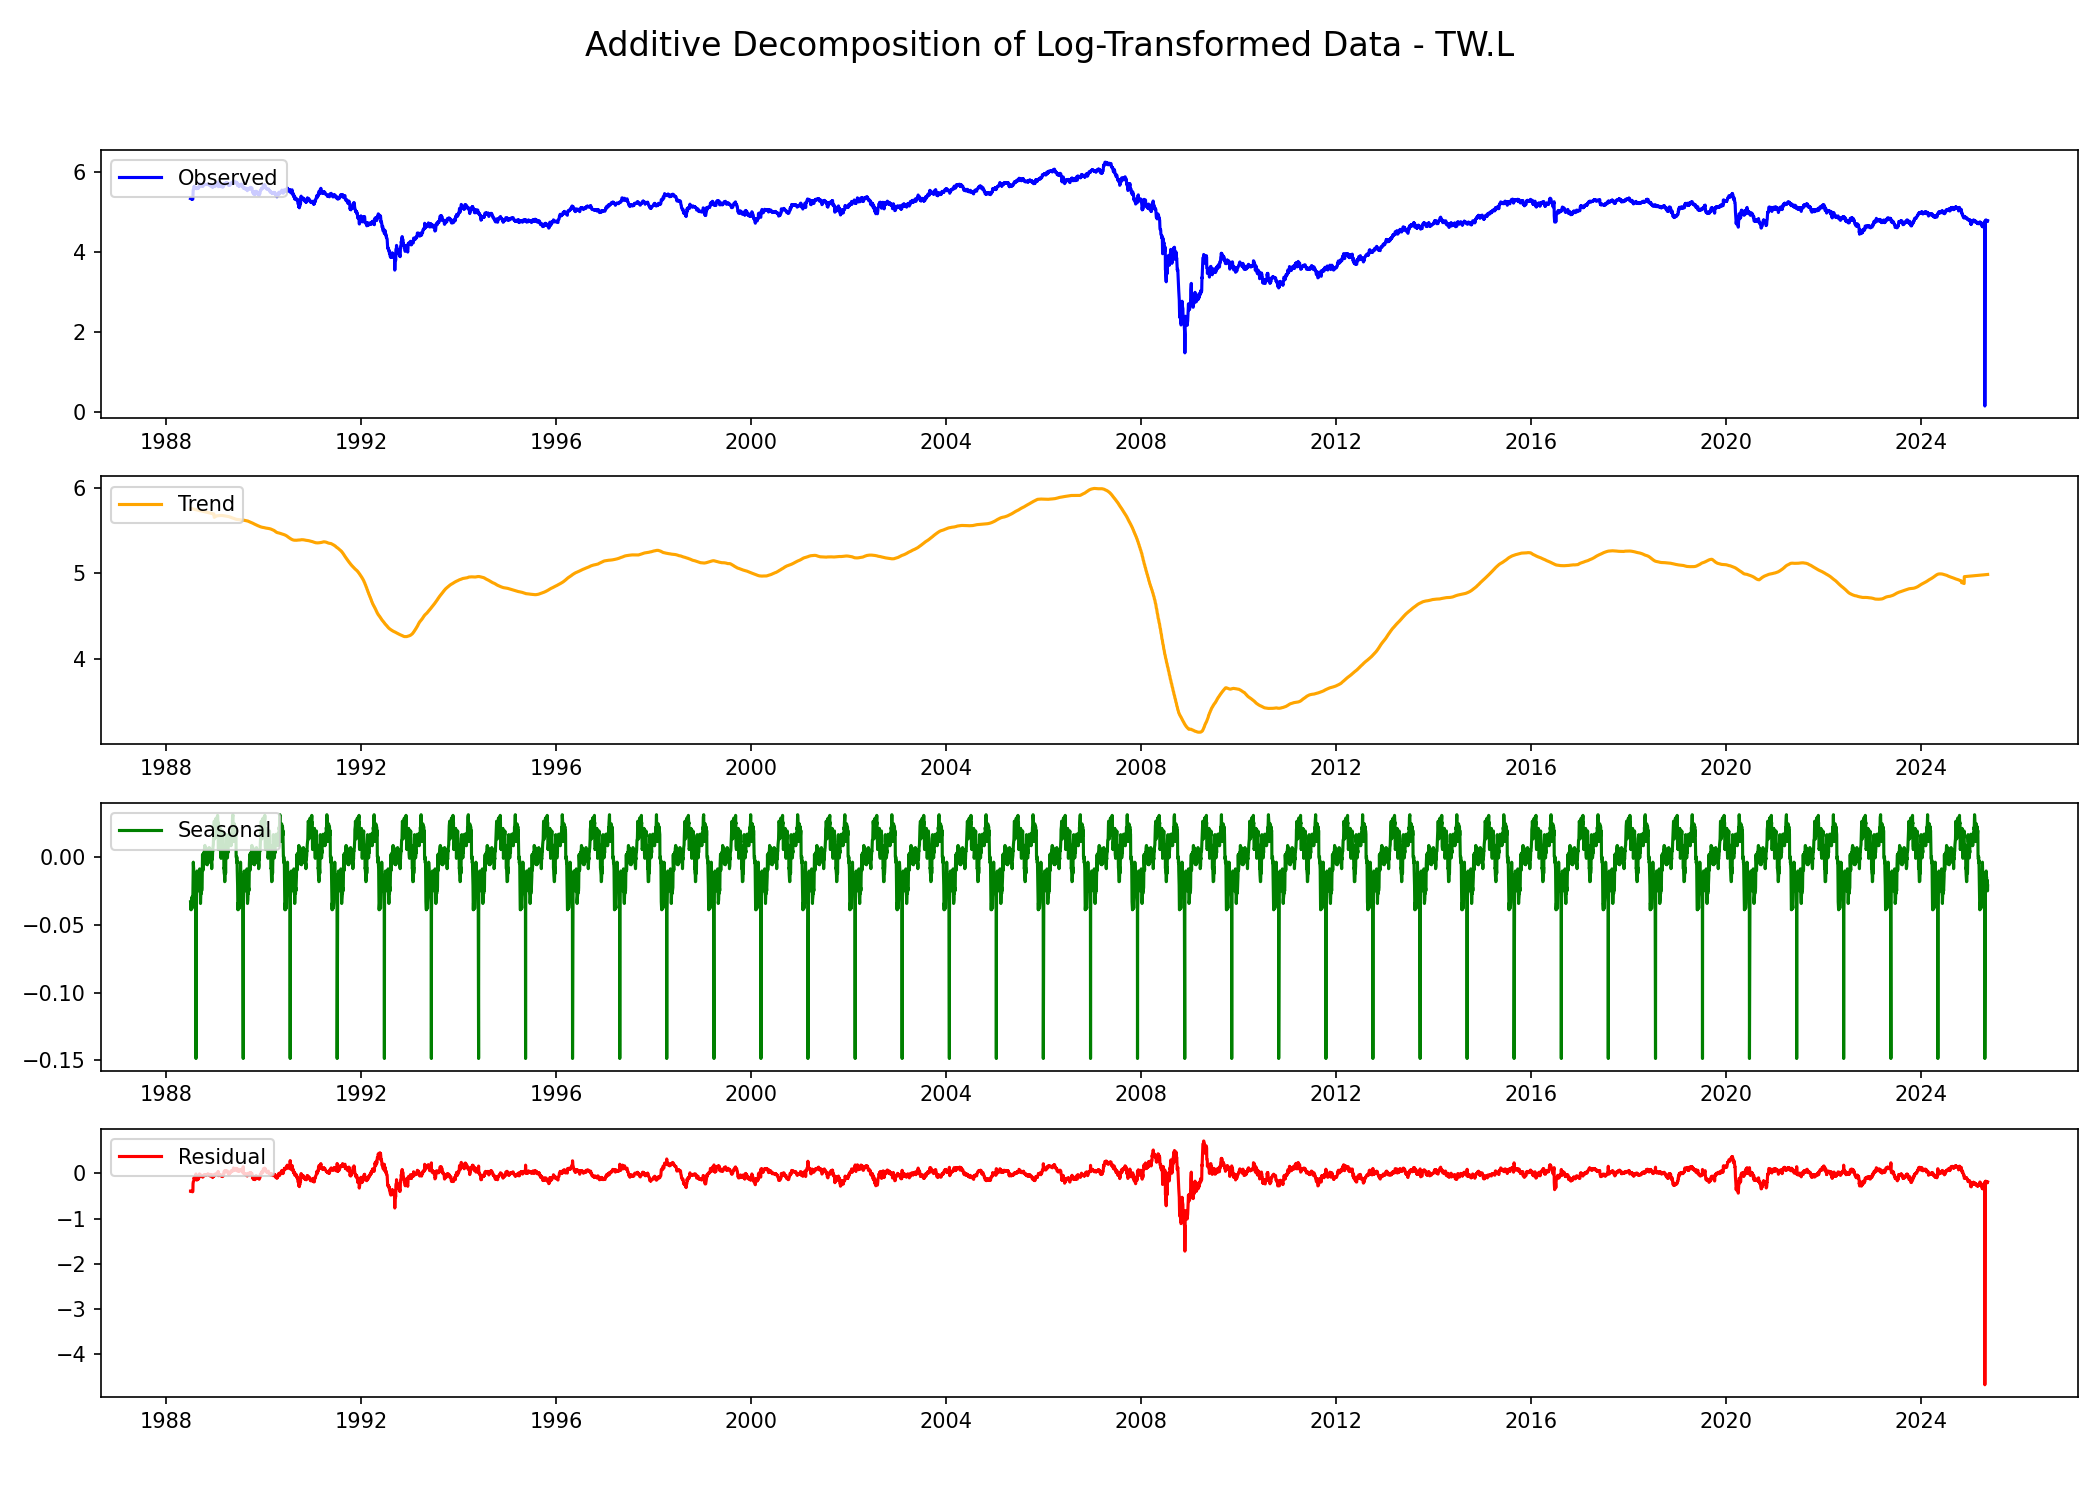 Additive Decomposition of Log-Transformed Data - TW.L
Observed
6
4
2
0
1988 1992 1996 2000 2004 2008 2012 2016 2020 2024
Trend
6
5
4
1988 1992 1996 2000 2004 2008 2012 2016 2020 2024
Seasonal
0.00
−0.05
−0.10
−0.15
1988 1992 1996 2000 2004 2008 2012 2016 2020 2024
Residual
0
−1
−2
−3
−4
1988 1992 1996 2000 2004 2008 2012 2016 2020 2024